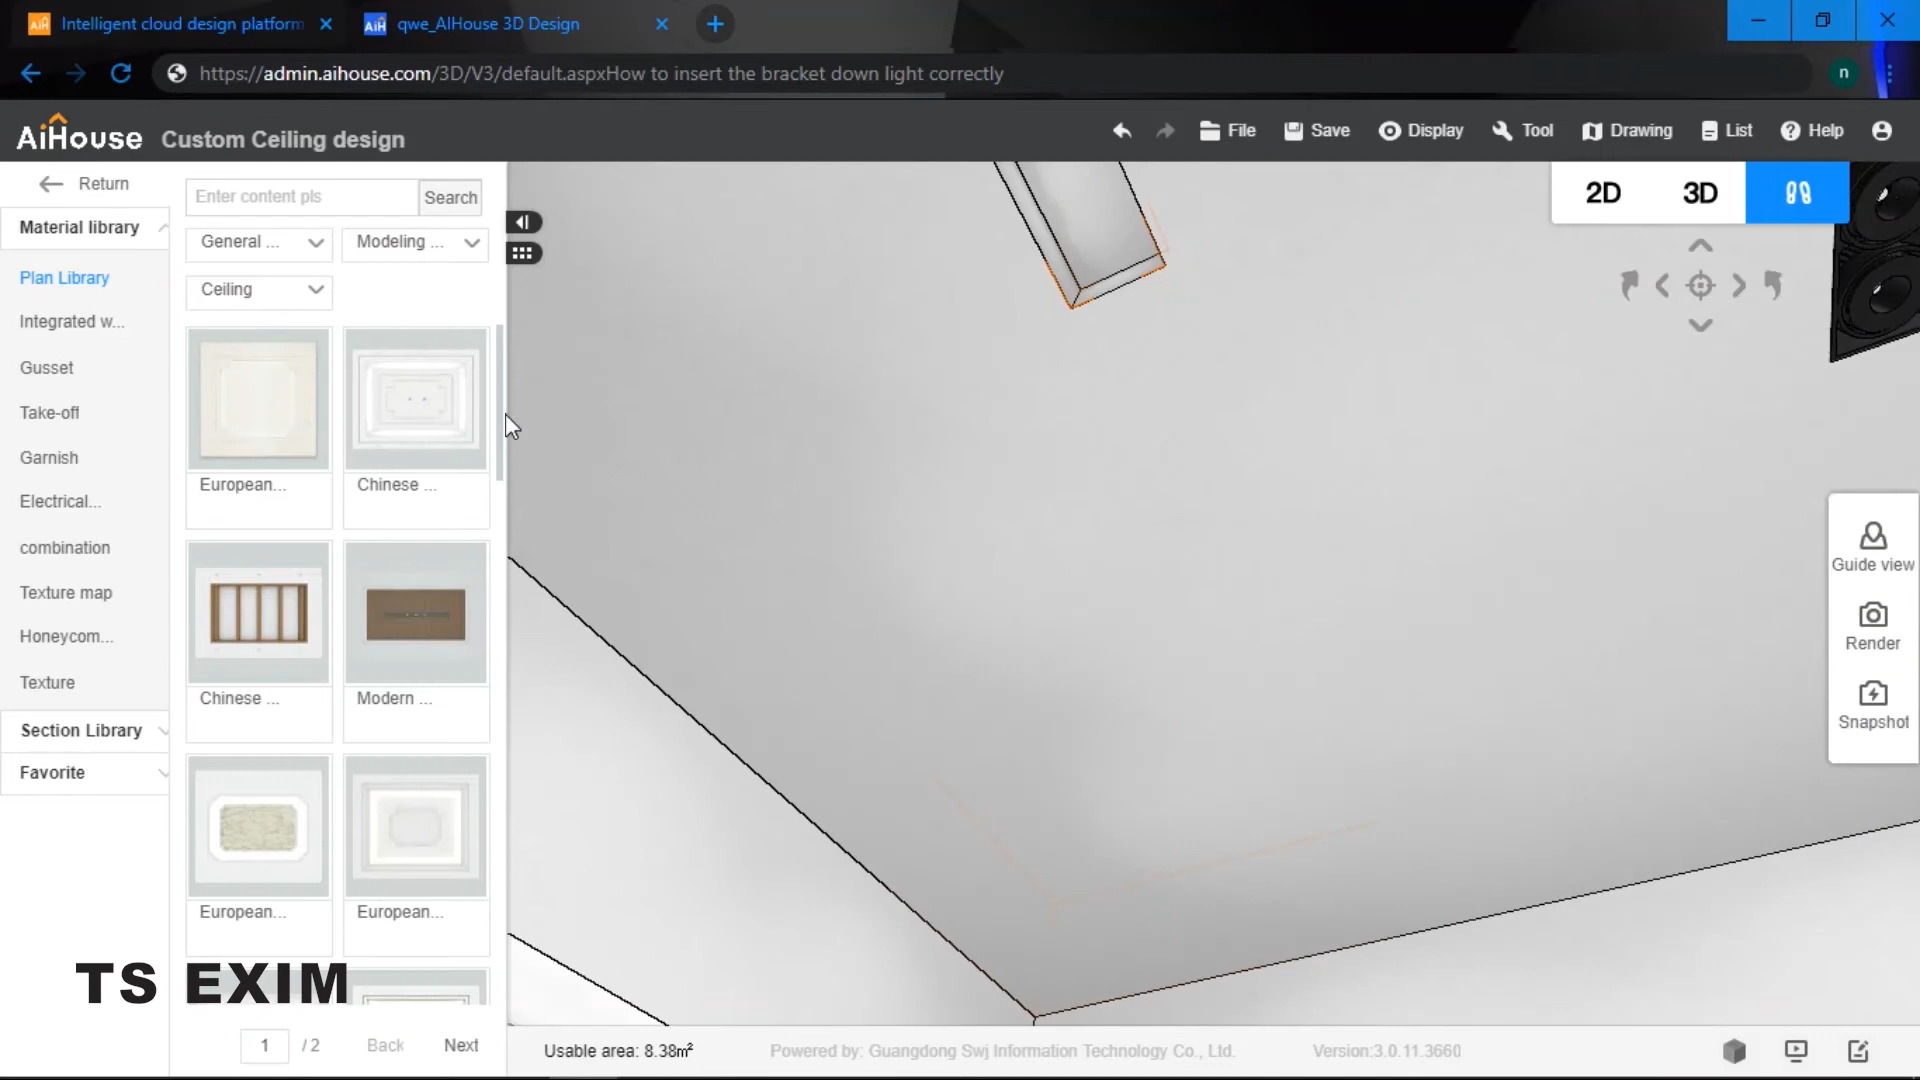 AiH Intelligent cloud design platform
AiH qwe_AIHouse 3D Design
https://admin.aihouse.com/3D/V3/default.aspxHow to insert the bracket down light correctly
n
AiHouse Custom Ceiling design
File
Save
Display
Tool
Drawing
List
Help
Return
Material library
Plan Library
Integrated w...
Gusset
Take-off
Garnish
Electrical...
combination
Texture map
Honeycom...
Texture
Section Library
Favorite
Enter content pls
Search
General ...
Modeling ...
Ceiling
European...
Chinese ...
Chinese ...
Modern ...
European...
European...
TS EXIM
1 / 2 Back Next
2D 3D
Guide view
Render
Snapshot
Usable area: 8.38㎡
Powered by: Guangdong Swj Information Technology Co., Ltd.
Version:3.0.11.3660